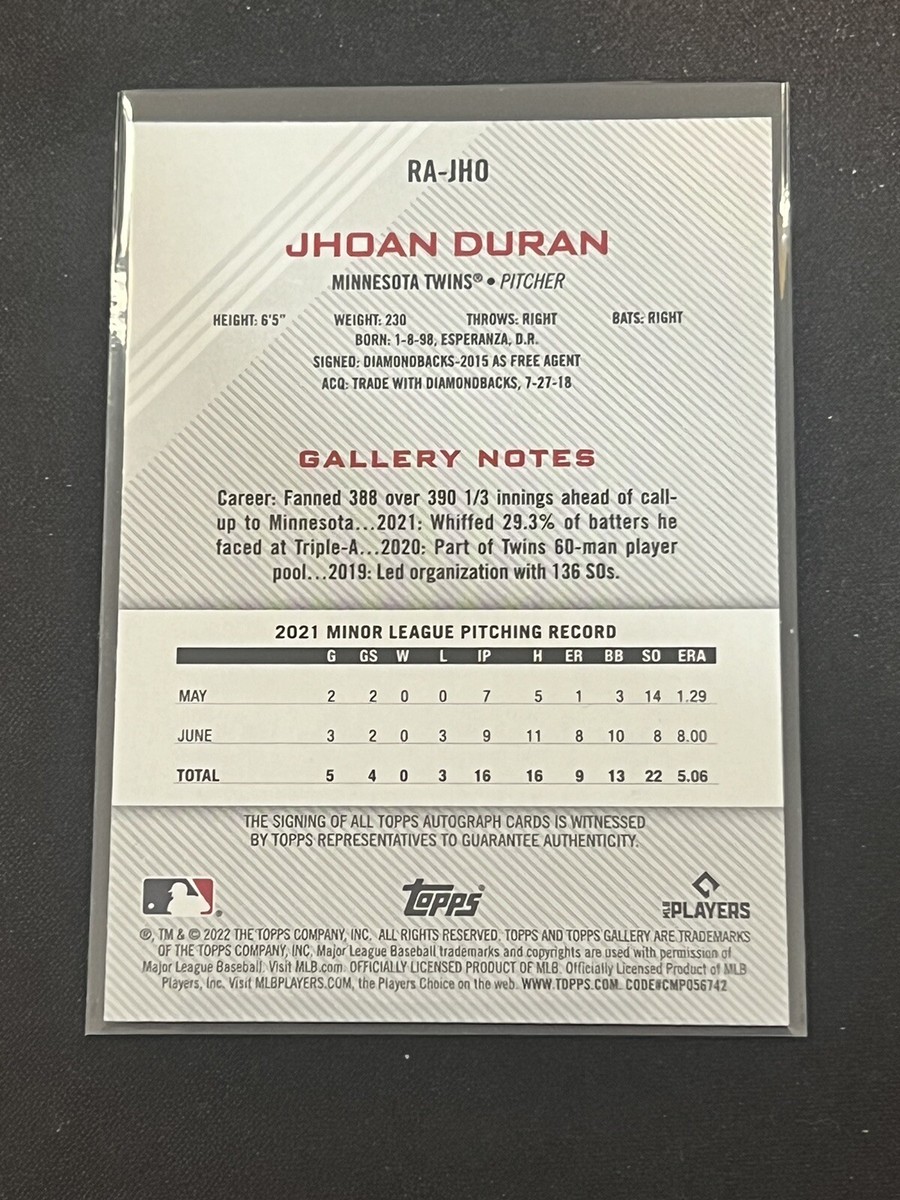 RA-JHO
JHOAN DURAN
MINNESOTA TWINS® • PITCHER
HEIGHT: 6'5" WEIGHT: 230 THROWS: RIGHT BATS: RIGHT
BORN: 1-8-98, ESPERANZA, D.R.
SIGNED: DIAMONDBACKS-2015 AS FREE AGENT
ACQ: TRADE WITH DIAMONDBACKS, 7-27-18
GALLERY NOTES
Career: Fanned 388 over 390 1/3 innings ahead of call-
up to Minnesota...2021: Whiffed 29.3% of batters he
faced at Triple-A...2020: Part of Twins 60-man player
pool...2019: Led organization with 136 SOs.
2021 MINOR LEAGUE PITCHING RECORD
G GS W L IP H ER BB SO ERA
MAY 2 2 0 0 7 5 1 3 14 1.29
JUNE 3 2 0 3 9 11 8 10 8 8.00
TOTAL 5 4 0 3 16 16 9 13 22 5.06
THE SIGNING OF ALL TOPPS AUTOGRAPH CARDS IS WITNESSED
BY TOPPS REPRESENTATIVES TO GUARANTEE AUTHENTICITY.
topps® MLB PLAYERS
®, TM & © 2022 THE TOPPS COMPANY, INC. ALL RIGHTS RESERVED. TOPPS AND TOPPS GALLERY ARE TRADEMARKS
OF THE TOPPS COMPANY, INC. Major League Baseball trademarks and copyrights are used with permission of
Major League Baseball. Visit MLB.com. OFFICIALLY LICENSED PRODUCT OF MLB. Officially Licensed Product of MLB
Players, Inc. Visit MLBPLAYERS.COM, the Players Choice on the web. WWW.TOPPS.COM. CODE#CMP056742